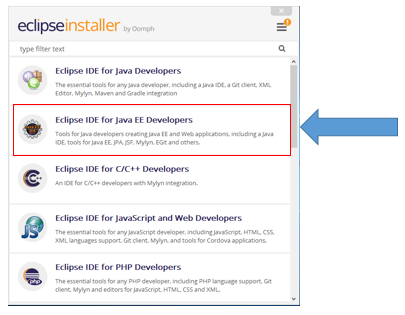 eclipseinstaller by Oomph
type filter text
Eclipse IDE for Java Developers
The essential tools for any Java developer, including a Java IDE, a Git client, XML
Editor, Mylyn, Maven and Gradle integration
Eclipse IDE for Java EE Developers
Tools for Java developers creating Java EE and Web applications, including a Java
IDE, tools for Java EE, JPA, JSF, Mylyn, EGit and others.
Eclipse IDE for C/C++ Developers
An IDE for C/C++ developers with Mylyn integration.
Eclipse IDE for JavaScript and Web Developers
The essential tools for any JavaScript developer, including JavaScript, HTML, CSS,
XML languages support, Git client, Mylyn, and tools for Cordova applications.
Eclipse IDE for PHP Developers
The essential tools for any PHP developer, including PHP language support, Git
client, Mylyn and editors for JavaScript, HTML, CSS and XML.